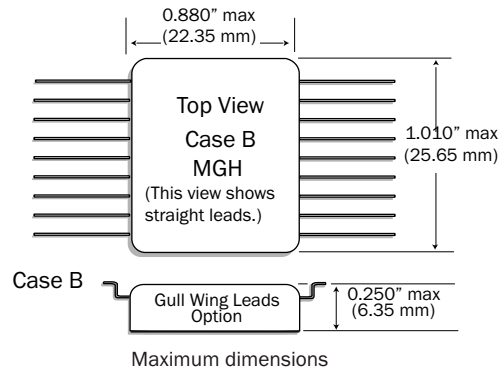 0.880” max
(22.35 mm)
Top View
Case B
MGH
(This view shows
straight leads.)
1.010” max
(25.65 mm)
Case B
Gull Wing Leads
Option
0.250” max
(6.35 mm)
Maximum dimensions